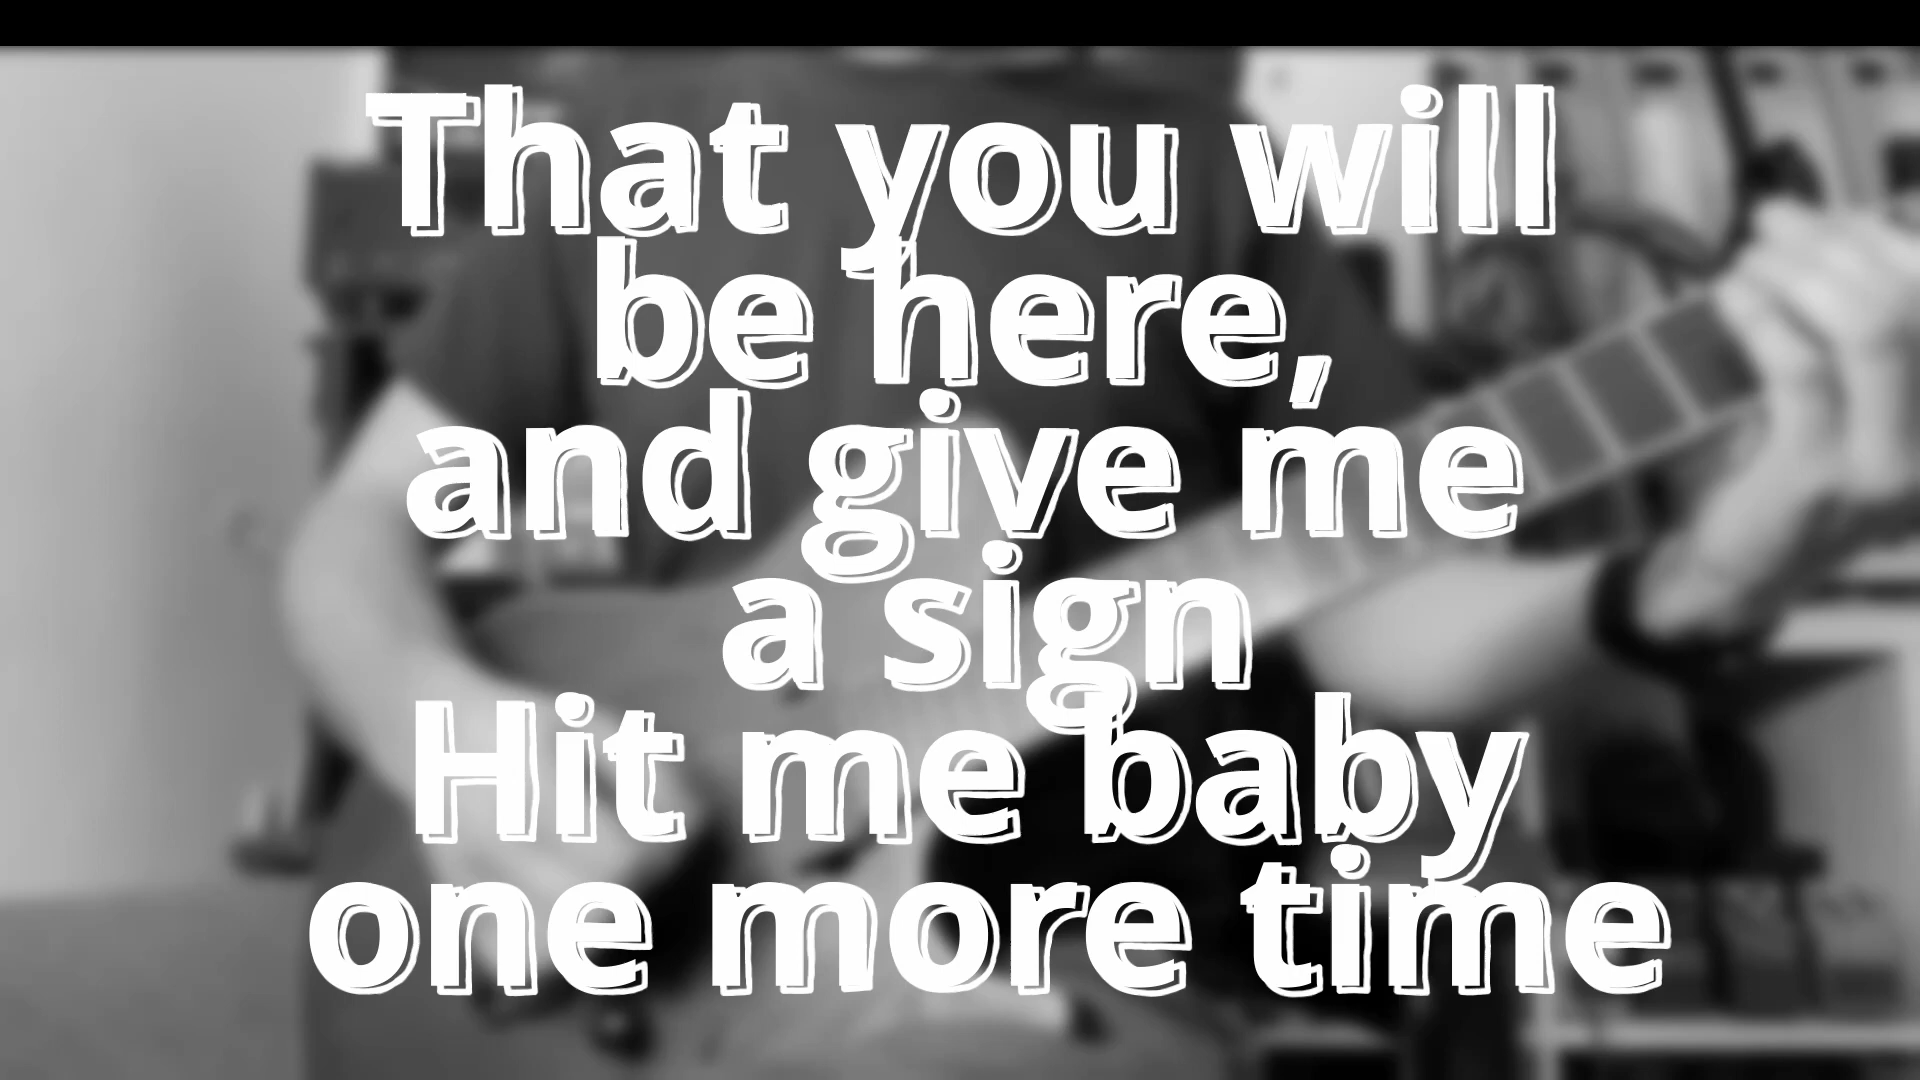 That you will
be here,
and give me
a sign
Hit me baby
one more time